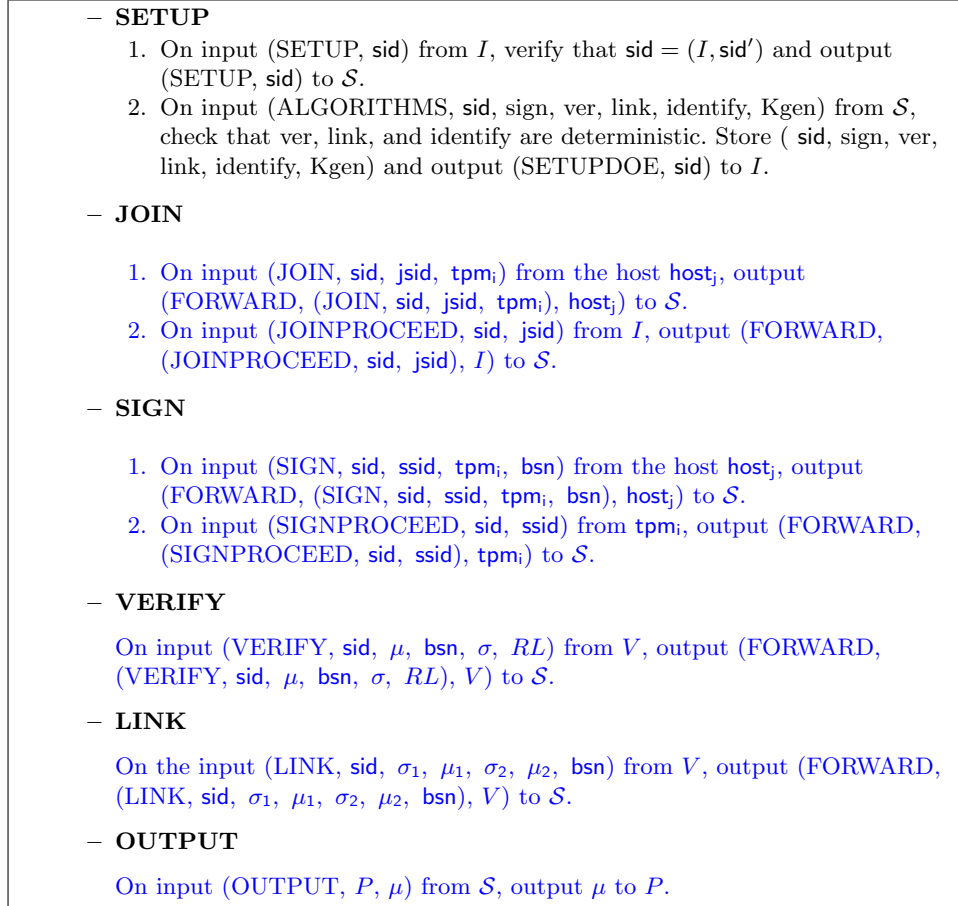 – SETUP
1. On input (SETUP, sid) from I, verify that sid = (I, sid′) and output
(SETUP, sid) to 𝒮.
2. On input (ALGORITHMS, sid, sign, ver, link, identify, Kgen) from 𝒮,
check that ver, link, and identify are deterministic. Store ( sid, sign, ver,
link, identify, Kgen) and output (SETUPDOE, sid) to I.
– JOIN
1. On input (JOIN, sid, jsid, tpmᵢ) from the host hostⱼ, output
(FORWARD, (JOIN, sid, jsid, tpmᵢ), hostⱼ) to 𝒮.
2. On input (JOINPROCEED, sid, jsid) from I, output (FORWARD,
(JOINPROCEED, sid, jsid), I) to 𝒮.
– SIGN
1. On input (SIGN, sid, ssid, tpmᵢ, bsn) from the host hostⱼ, output
(FORWARD, (SIGN, sid, ssid, tpmᵢ, bsn), hostⱼ) to 𝒮.
2. On input (SIGNPROCEED, sid, ssid) from tpmᵢ, output (FORWARD,
(SIGNPROCEED, sid, ssid), tpmᵢ) to 𝒮.
– VERIFY
On input (VERIFY, sid, μ, bsn, σ, RL) from V, output (FORWARD,
(VERIFY, sid, μ, bsn, σ, RL), V) to 𝒮.
– LINK
On the input (LINK, sid, σ₁, μ₁, σ₂, μ₂, bsn) from V, output (FORWARD,
(LINK, sid, σ₁, μ₁, σ₂, μ₂, bsn), V) to 𝒮.
– OUTPUT
On input (OUTPUT, P, μ) from 𝒮, output μ to P.